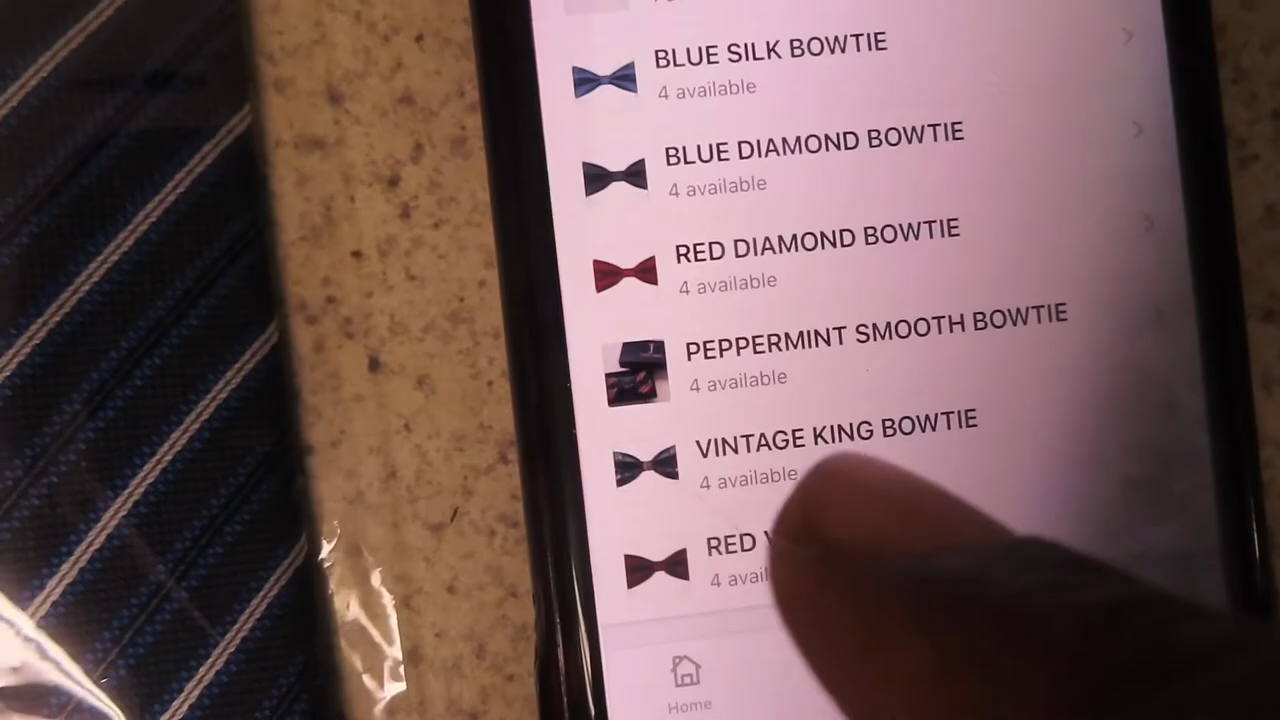 BLUE SILK BOWTIE
4 available
BLUE DIAMOND BOWTIE
4 available
RED DIAMOND BOWTIE
4 available
PEPPERMINT SMOOTH BOWTIE
4 available
VINTAGE KING BOWTIE
4 available
RED
4
Home